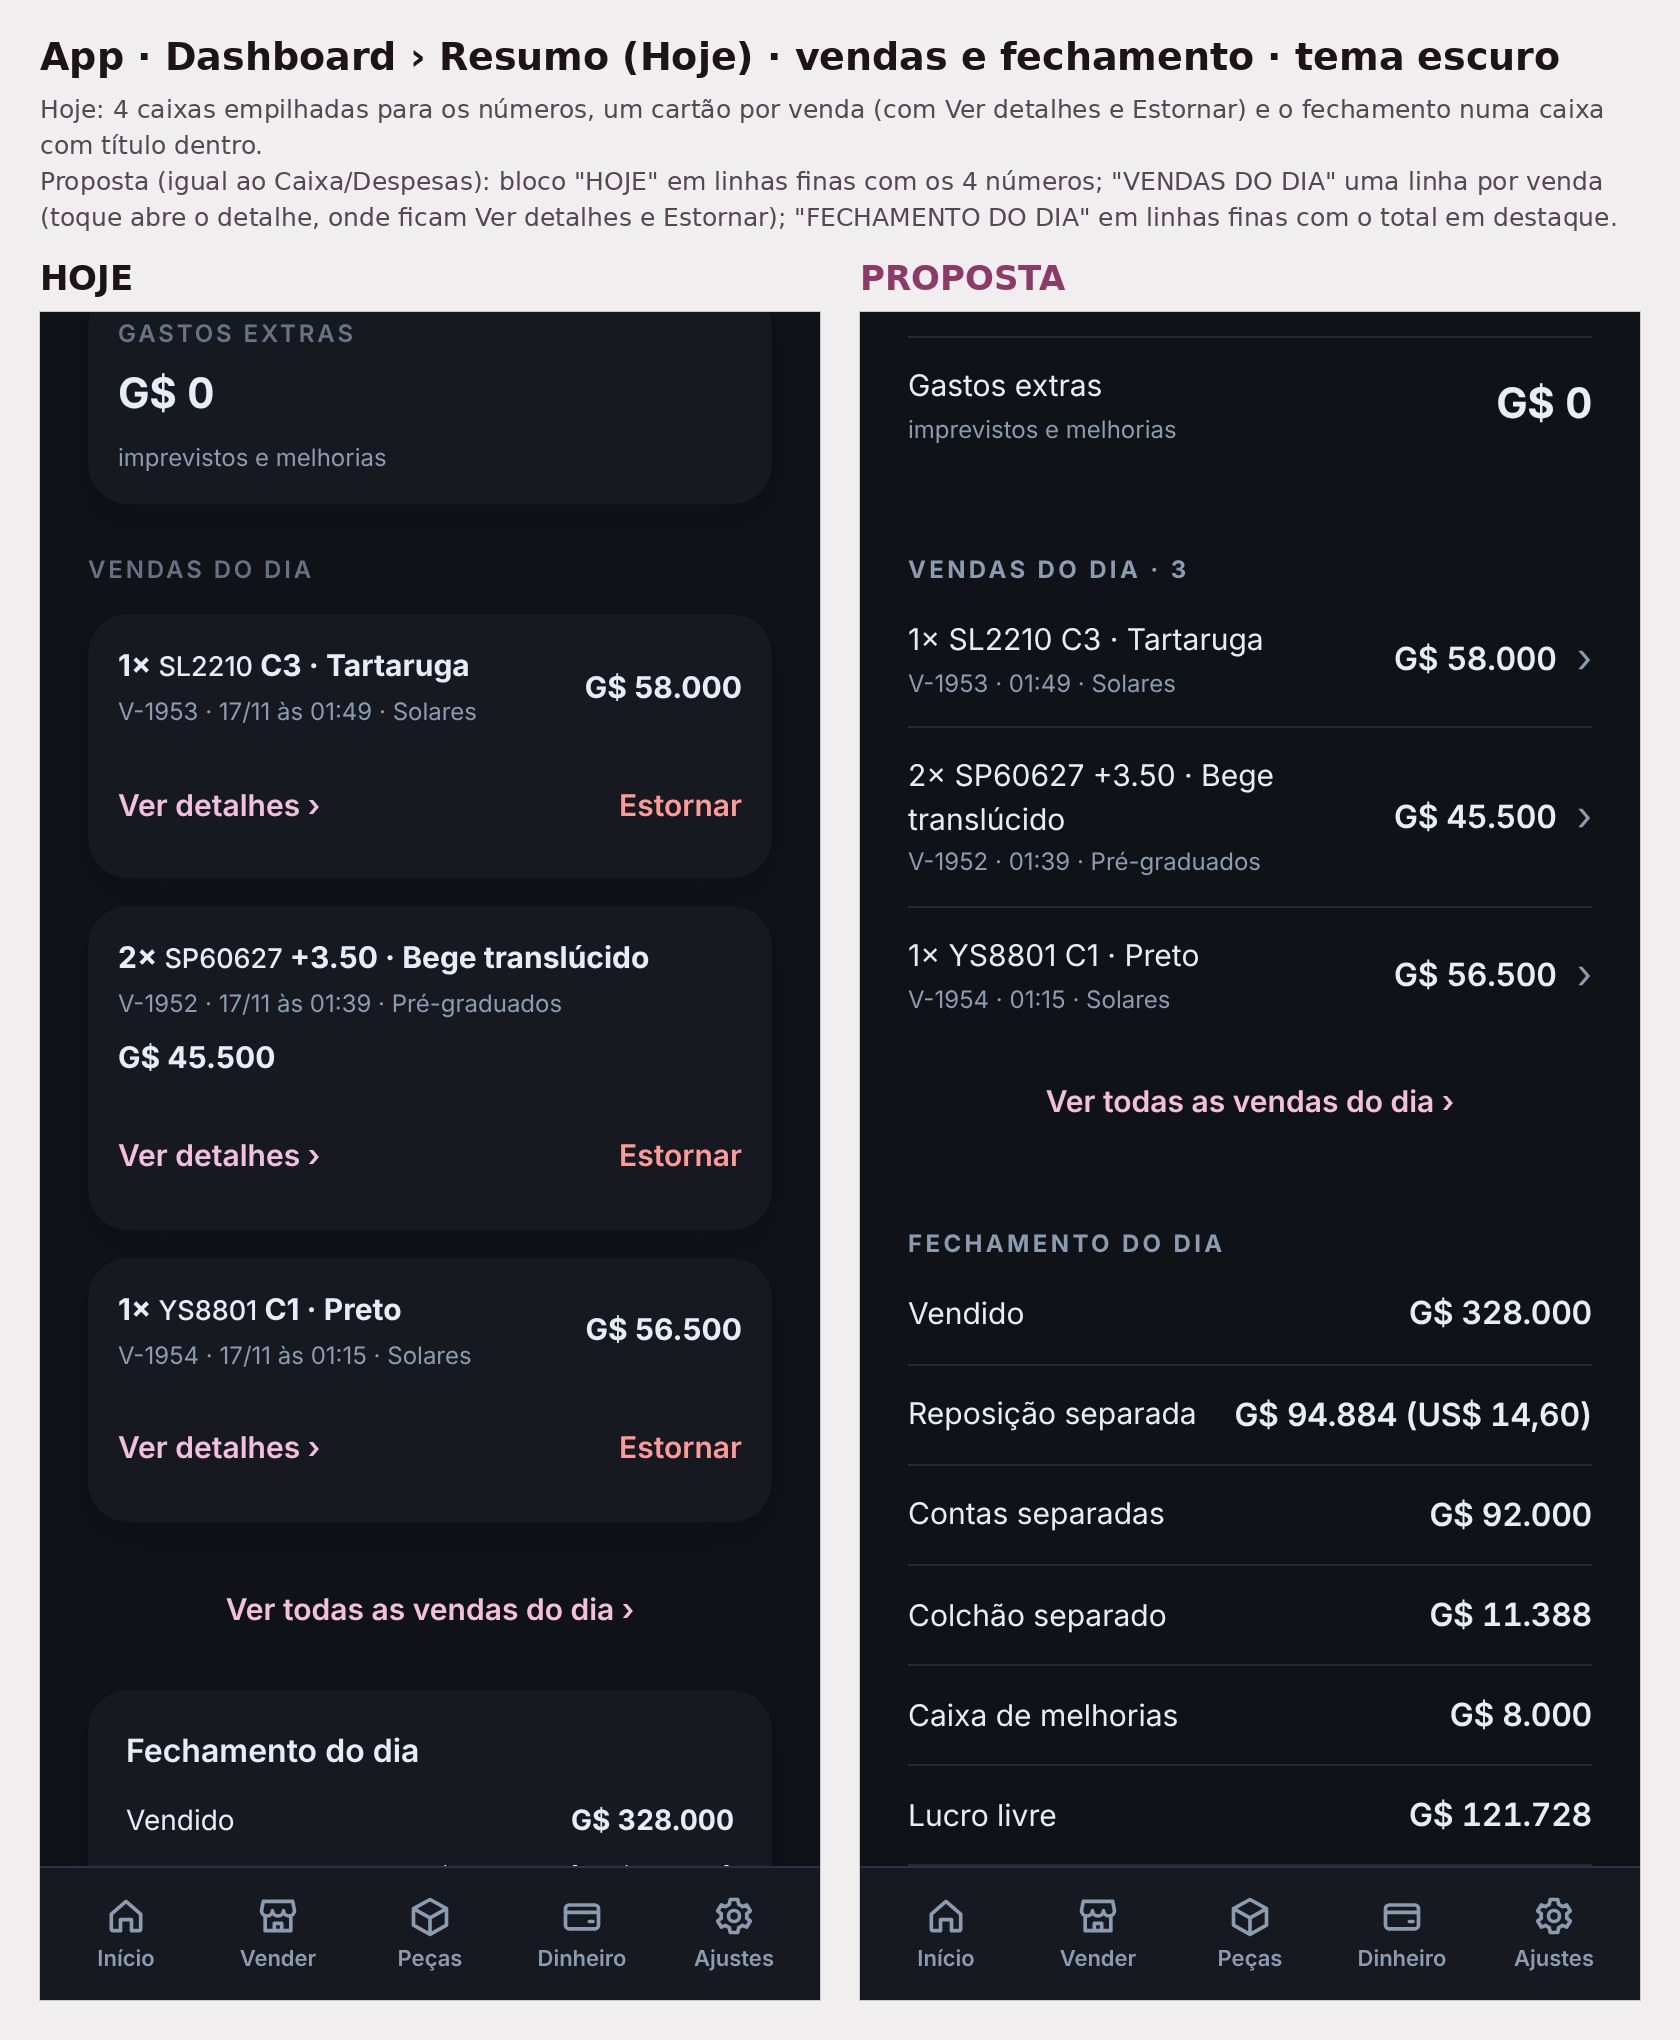 App · Dashboard › Resumo (Hoje) · vendas e fechamento · tema escuro
Hoje: 4 caixas empilhadas para os números, um cartão por venda (com Ver detalhes e Estornar) e o fechamento numa caixa
com título dentro.
Proposta (igual ao Caixa/Despesas): bloco "HOJE" em linhas finas com os 4 números; "VENDAS DO DIA" uma linha por venda
(toque abre o detalhe, onde ficam Ver detalhes e Estornar); "FECHAMENTO DO DIA" em linhas finas com o total em destaque.
HOJE
GASTOS EXTRAS
G$ 0
imprevistos e melhorias
VENDAS DO DIA
1× SL2210 C3 · Tartaruga
G$ 58.000
V-1953 · 17/11 às 01:49 · Solares
Ver detalhes › Estornar
2× SP60627 +3.50 · Bege translúcido
V-1952 · 17/11 às 01:39 · Pré-graduados
G$ 45.500
Ver detalhes › Estornar
1× YS8801 C1 · Preto
G$ 56.500
V-1954 · 17/11 às 01:15 · Solares
Ver detalhes › Estornar
Ver todas as vendas do dia ›
Fechamento do dia
Vendido G$ 328.000
Início Vender Peças Dinheiro Ajustes
PROPOSTA
Gastos extras
G$ 0
imprevistos e melhorias
VENDAS DO DIA · 3
1× SL2210 C3 · Tartaruga
G$ 58.000 ›
V-1953 · 01:49 · Solares
2× SP60627 +3.50 · Bege
translúcido
G$ 45.500 ›
V-1952 · 01:39 · Pré-graduados
1× YS8801 C1 · Preto
G$ 56.500 ›
V-1954 · 01:15 · Solares
Ver todas as vendas do dia ›
FECHAMENTO DO DIA
Vendido G$ 328.000
Reposição separada G$ 94.884 (US$ 14,60)
Contas separadas G$ 92.000
Colchão separado G$ 11.388
Caixa de melhorias G$ 8.000
Lucro livre G$ 121.728
Início Vender Peças Dinheiro Ajustes